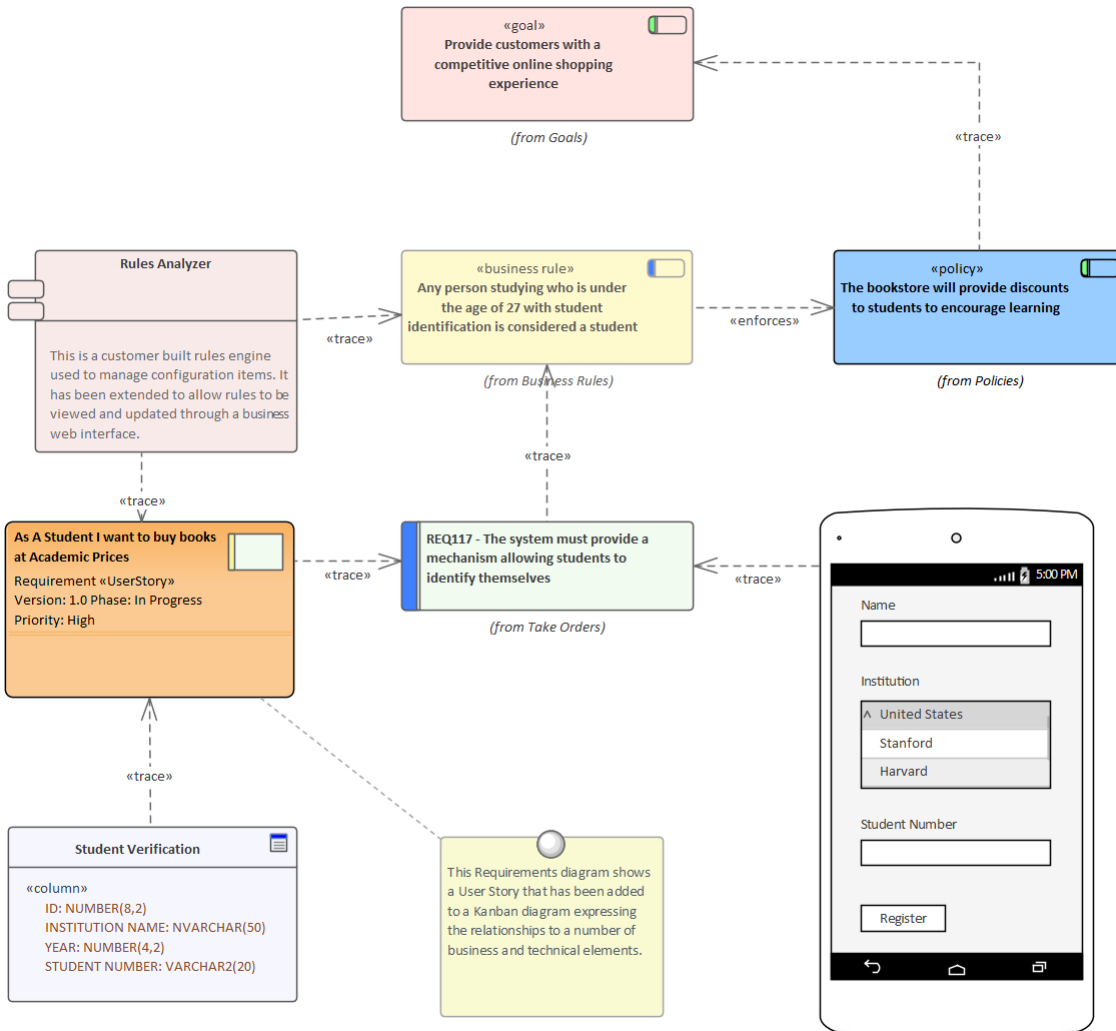 «goal»
Provide customers with a
competitive online shopping
experience
(from Goals)
«trace»
Rules Analyzer
This is a customer built rules engine
used to manage configuration items. It
has been extended to allow rules to be
viewed and updated through a business
web interface.
«trace»
«business rule»
Any person studying who is under
the age of 27 with student
identification is considered a student
(from Business Rules)
«enforces»
«policy»
The bookstore will provide discounts
to students to encourage learning
(from Policies)
«trace»
«trace»
As A Student I want to buy books
at Academic Prices
Requirement «UserStory»
Version: 1.0 Phase: In Progress
Priority: High
«trace»
REQ117 - The system must provide a
mechanism allowing students to
identify themselves
(from Take Orders)
«trace»
5:00 PM
Name
Institution
^ United States
Stanford
Harvard
Student Number
Register
«trace»
Student Verification
«column»
ID: NUMBER(8,2)
INSTITUTION NAME: NVARCHAR(50)
YEAR: NUMBER(4,2)
STUDENT NUMBER: VARCHAR2(20)
This Requirements diagram shows
a User Story that has been added
to a Kanban diagram expressing
the relationships to a number of
business and technical elements.